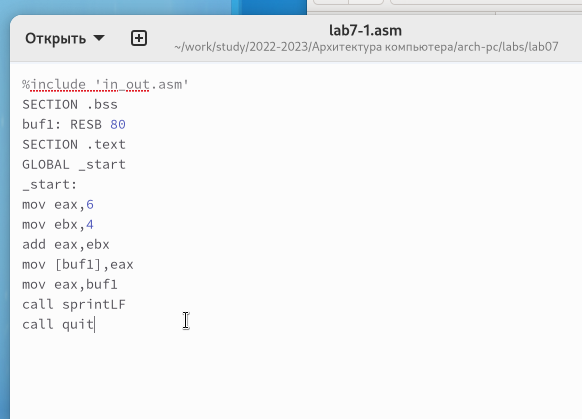 Открыть
lab7-1.asm
~/work/study/2022-2023/Архитектура компьютера/arch-pc/labs/lab07
%include 'in_out.asm'
SECTION .bss
buf1: RESB 80
SECTION .text
GLOBAL _start
_start:
mov eax,6
mov ebx,4
add eax,ebx
mov [buf1],eax
mov eax,buf1
call sprintLF
call quit